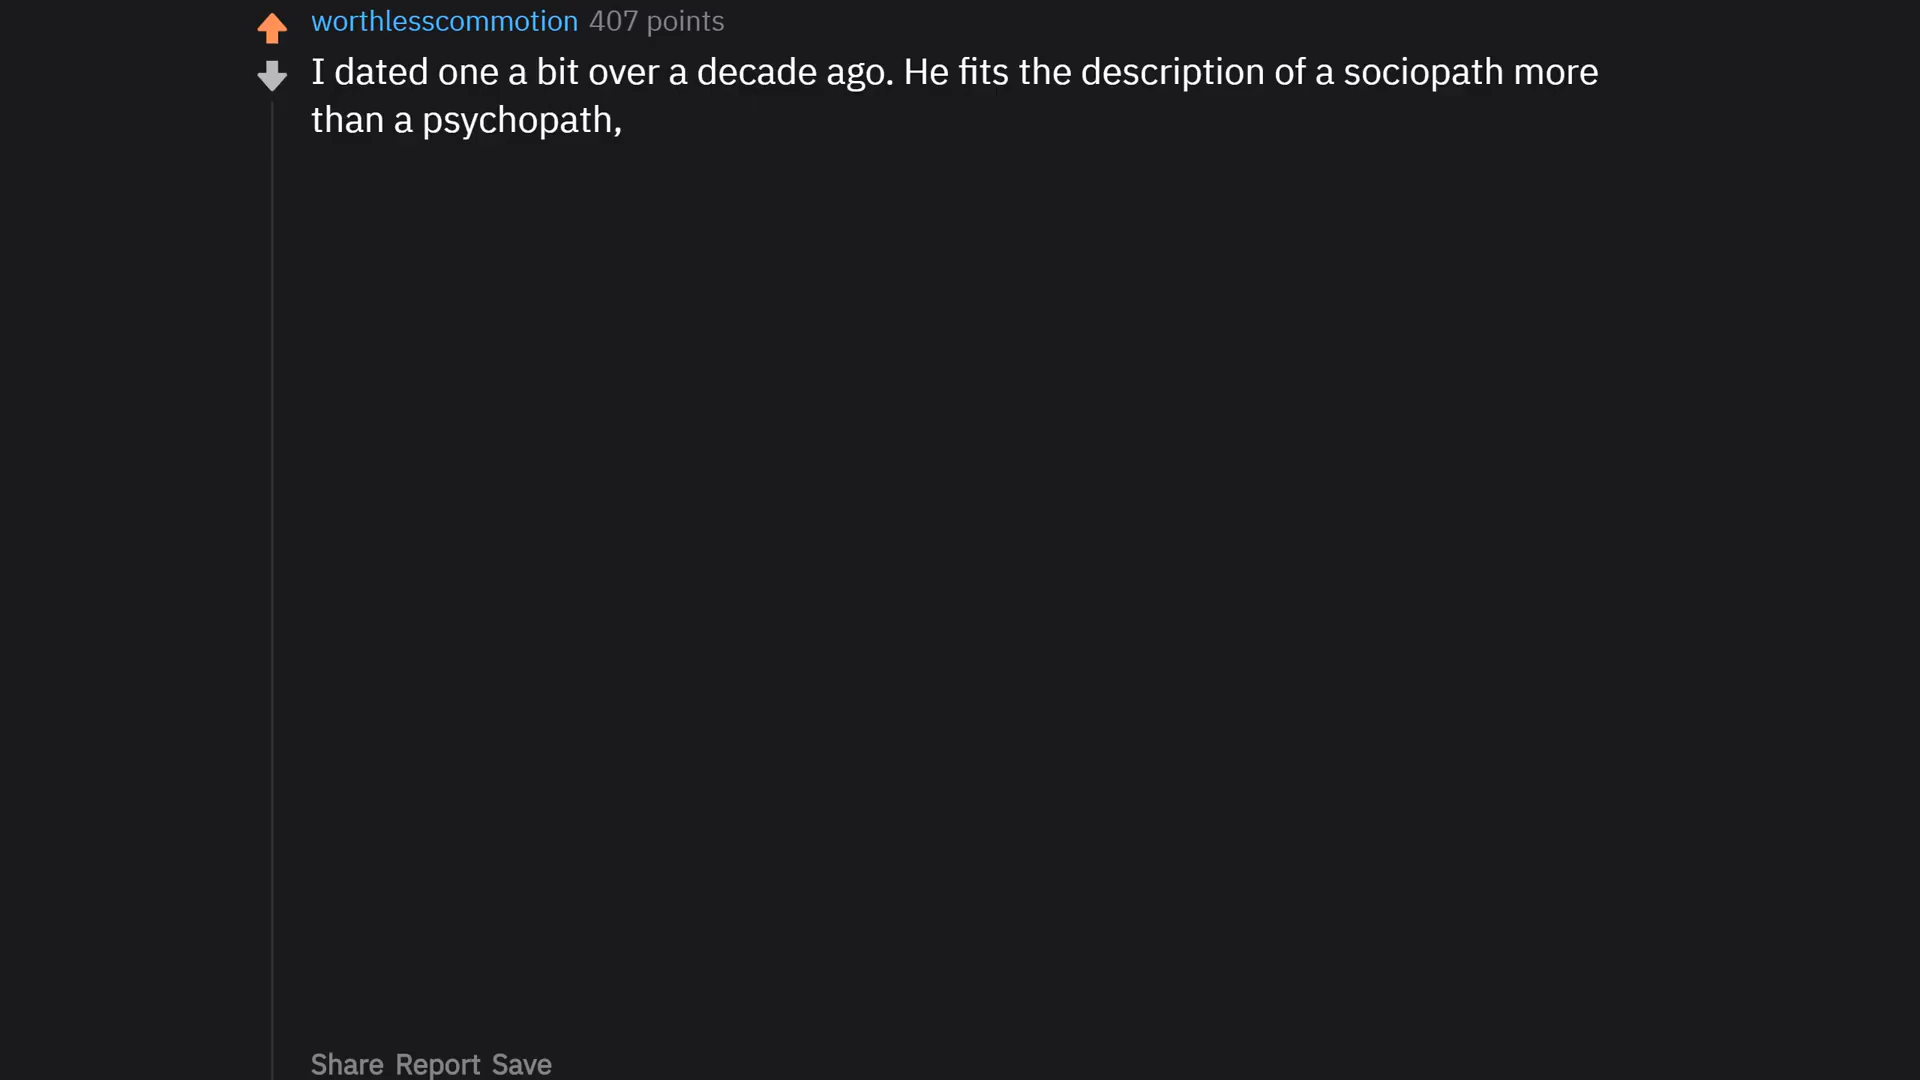 worthlesscommotion 407 points
I dated one a bit over a decade ago. He fits the description of a sociopath more
than a psychopath,
Share Report Save